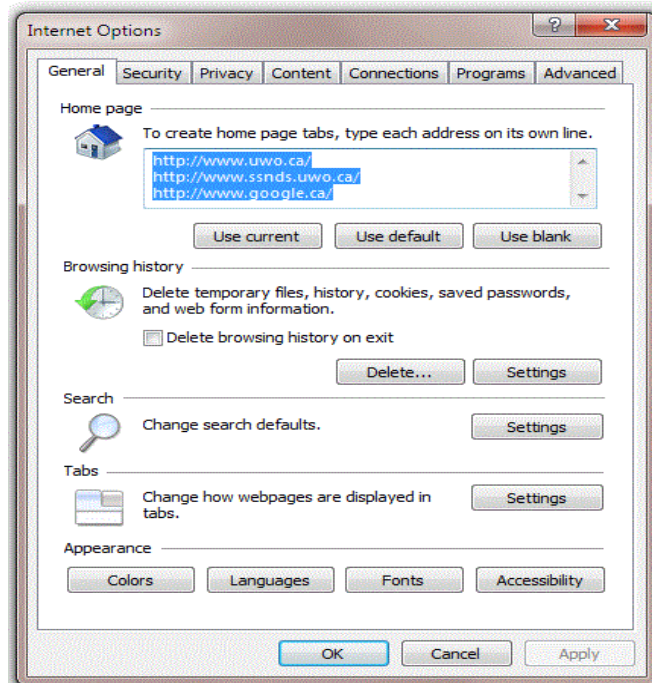 Internet Options
?
General Security Privacy Content Connections Programs Advanced
Home page
To create home page tabs, type each address on its own line.
http://www.uwo.ca/
http://www.ssnds.uwo.ca/
http://www.google.ca/
Use current Use default Use blank
Browsing history
Delete temporary files, history, cookies, saved passwords,
and web form information.
Delete browsing history on exit
Delete... Settings
Search
Change search defaults. Settings
Tabs
Change how webpages are displayed in Settings
tabs.
Appearance
Colors Languages Fonts Accessibility
OK Cancel Apply